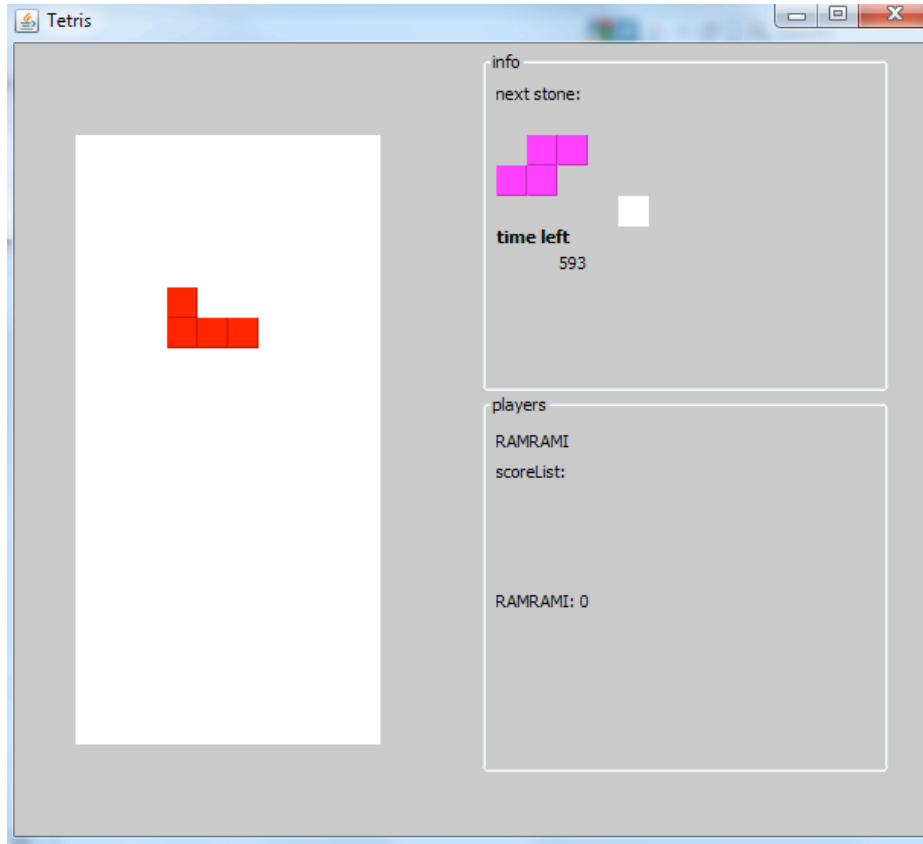 Tetris
info
next stone:
time left
593
players
RAMRAMI
scoreList:
RAMRAMI: 0